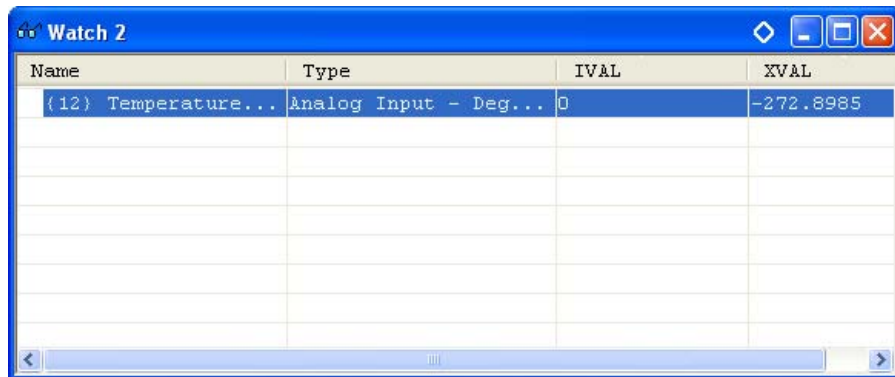 Watch 2
Name Type IVAL XVAL
{12} Temperature... Analog Input - Deg... 0 -272.8985